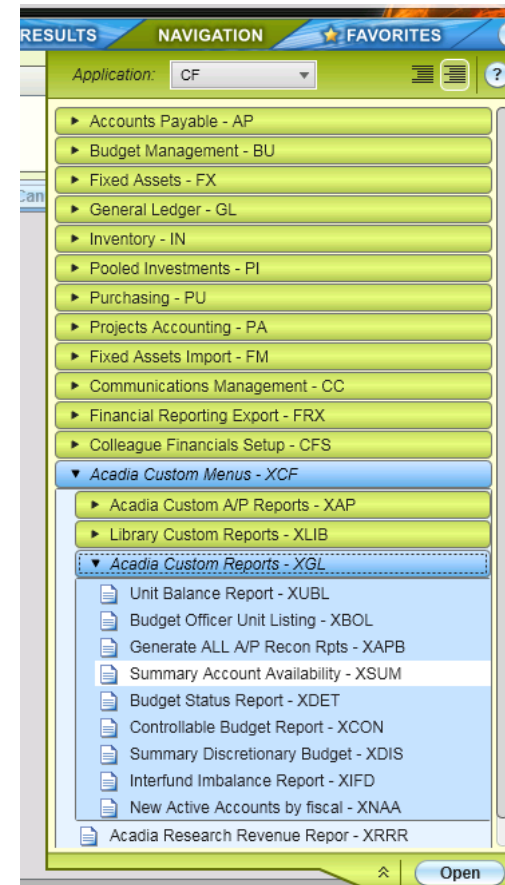 RESULTS NAVIGATION FAVORITES
Application: CF ?
Accounts Payable - AP
Budget Management - BU
Fixed Assets - FX
Can
General Ledger - GL
Inventory - IN
Pooled Investments - PI
Purchasing - PU
Projects Accounting - PA
Fixed Assets Import - FM
Communications Management - CC
Financial Reporting Export - FRX
Colleague Financials Setup - CFS
Acadia Custom Menus - XCF
Acadia Custom A/P Reports - XAP
Library Custom Reports - XLIB
Acadia Custom Reports - XGL
Unit Balance Report - XUBL
Budget Officer Unit Listing - XBOL
Generate ALL A/P Recon Rpts - XAPB
Summary Account Availability - XSUM
Budget Status Report - XDET
Controllable Budget Report - XCON
Summary Discretionary Budget - XDIS
Interfund Imbalance Report - XIFD
New Active Accounts by fiscal - XNAA
Acadia Research Revenue Repor - XRRR
Open